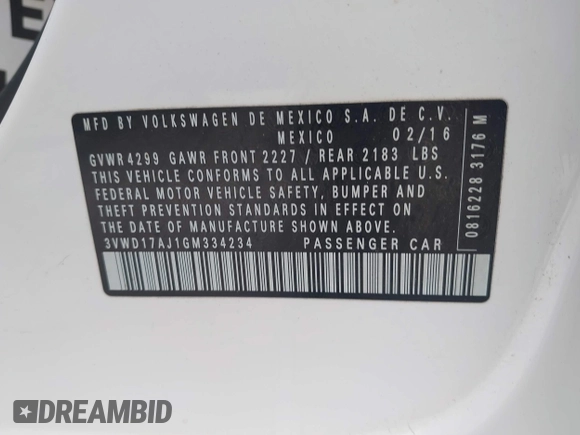 MFD BY VOLKSWAGEN DE MEXICO S.A. DE C.V.
MEXICO 02/16
GVWR4299 GAWR FRONT 2227 / REAR 2183 LBS
THIS VEHICLE CONFORMS TO ALL APPLICABLE U.S.
FEDERAL MOTOR VEHICLE SAFETY, BUMPER AND
THEFT PREVENTION STANDARDS IN EFFECT ON
THE DATE OF MANUFACTURE SHOWN ABOVE.
3VWD17AJ1GM334234 PASSENGER CAR
0816228 3176 M
DREAMBID